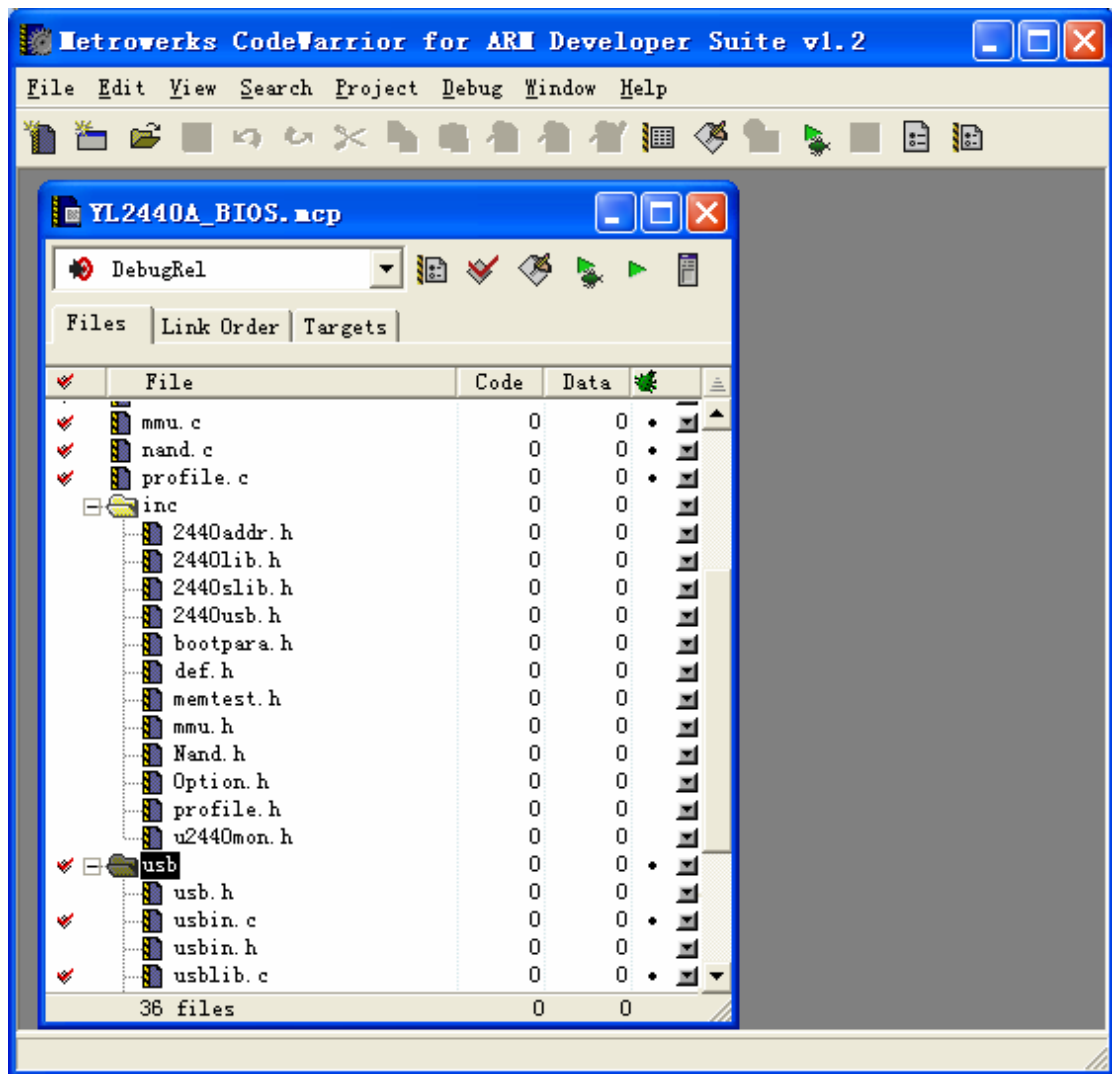 Metrowerks CodeWarrior for ARM Developer Suite v1.2
File Edit View Search Project Debug Window Help
YL2440A_BIOS.mcp
DebugRel
Files Link Order Targets
File Code Data
mmu.c 0 0
nand.c 0 0
profile.c 0 0
inc 0 0
2440addr.h 0 0
2440lib.h 0 0
2440slib.h 0 0
2440usb.h 0 0
bootpara.h 0 0
def.h 0 0
memtest.h 0 0
mmu.h 0 0
Nand.h 0 0
Option.h 0 0
profile.h 0 0
u2440mon.h 0 0
usb 0 0
usb.h 0 0
usbin.c 0 0
usbin.h 0 0
usblib.c 0 0
36 files 0 0